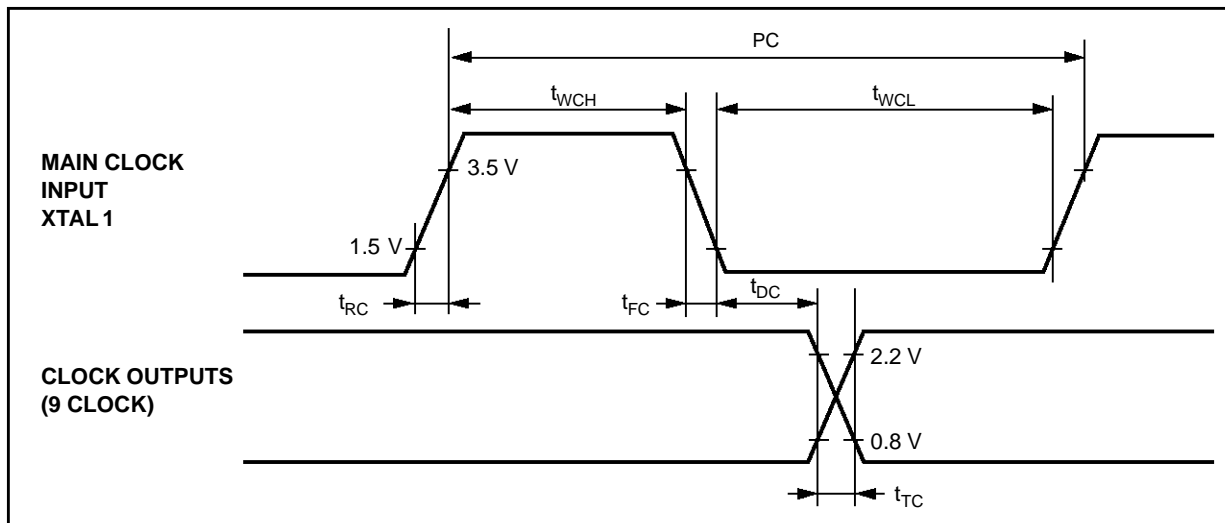 PC
tWCH
tWCL
MAIN CLOCK
INPUT
XTAL 1
3.5 V
1.5 V
tRC
tFC
tDC
CLOCK OUTPUTS
(9 CLOCK)
2.2 V
0.8 V
tTC